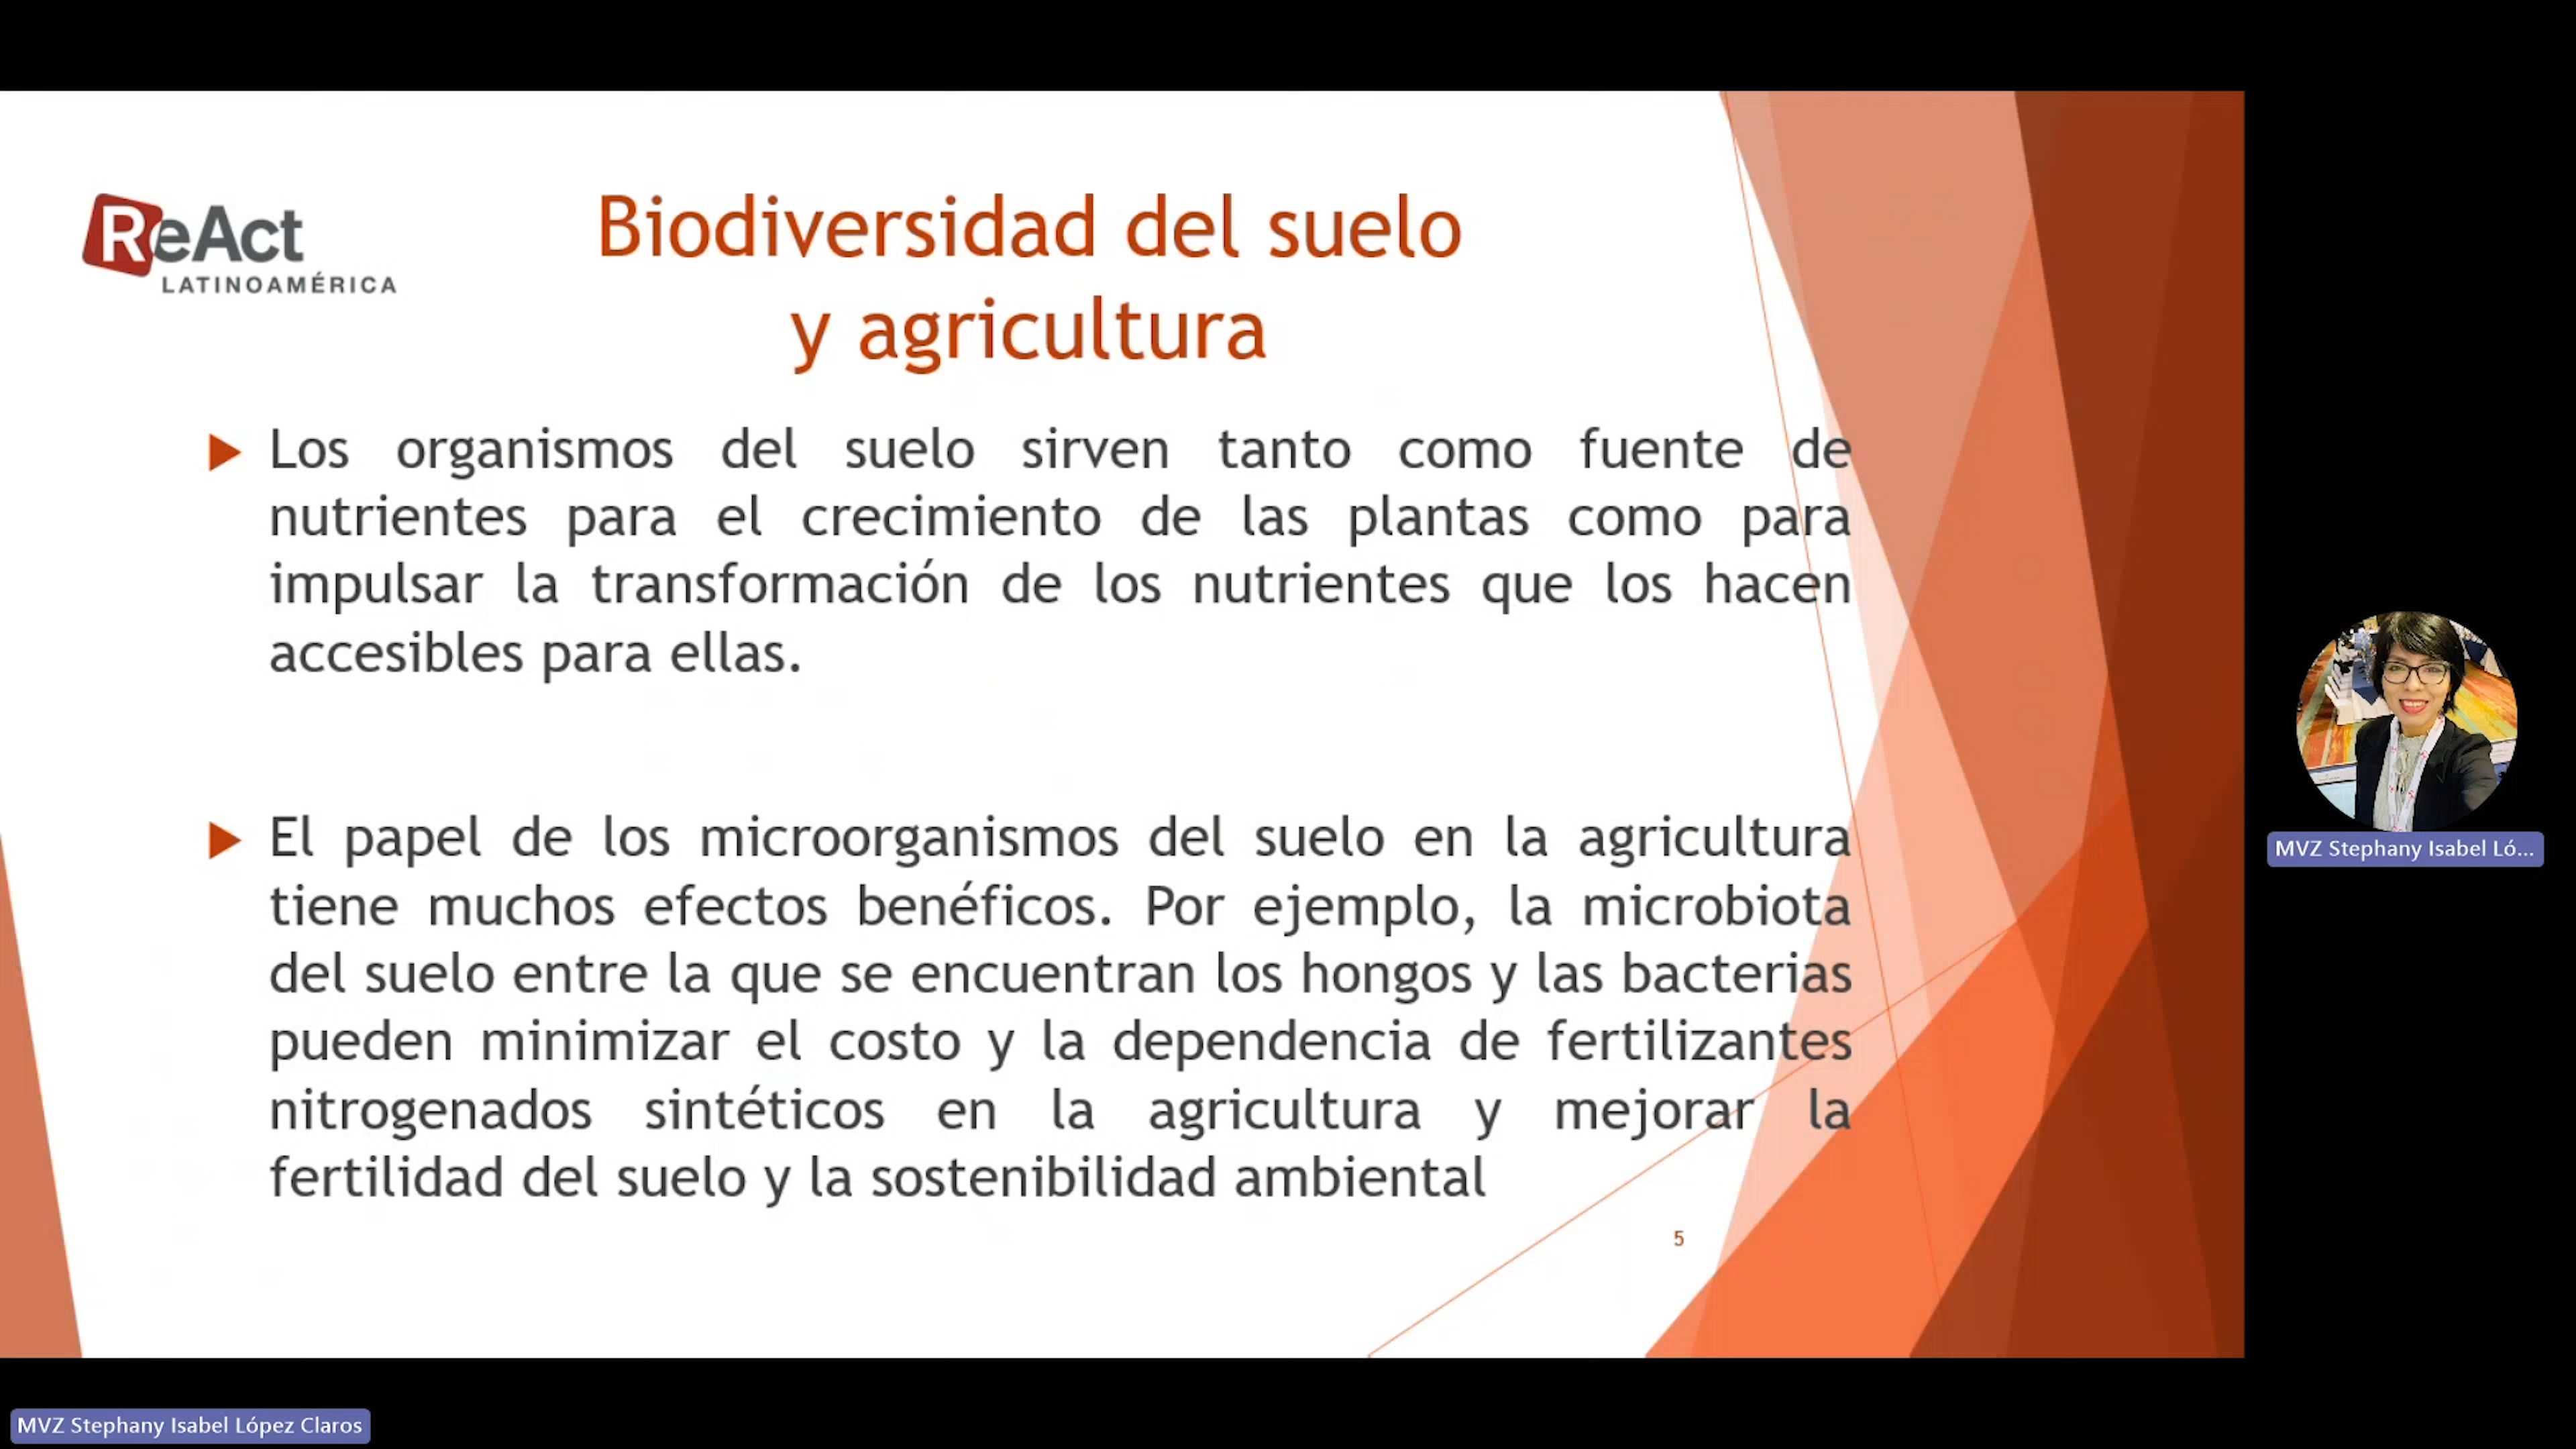 ReAct
LATINOAMÉRICA
Biodiversidad del suelo
y agricultura
Los organismos del suelo sirven tanto como fuente de
nutrientes para el crecimiento de las plantas como para
impulsar la transformación de los nutrientes que los hacen
accesibles para ellas.
El papel de los microorganismos del suelo en la agricultura
tiene muchos efectos benéficos. Por ejemplo, la microbiota
del suelo entre la que se encuentran los hongos y las bacterias
pueden minimizar el costo y la dependencia de fertilizantes
nitrogenados sintéticos en la agricultura y mejorar la
fertilidad del suelo y la sostenibilidad ambiental
5
MVZ Stephany Isabel Ló...
MVZ Stephany Isabel López Claros